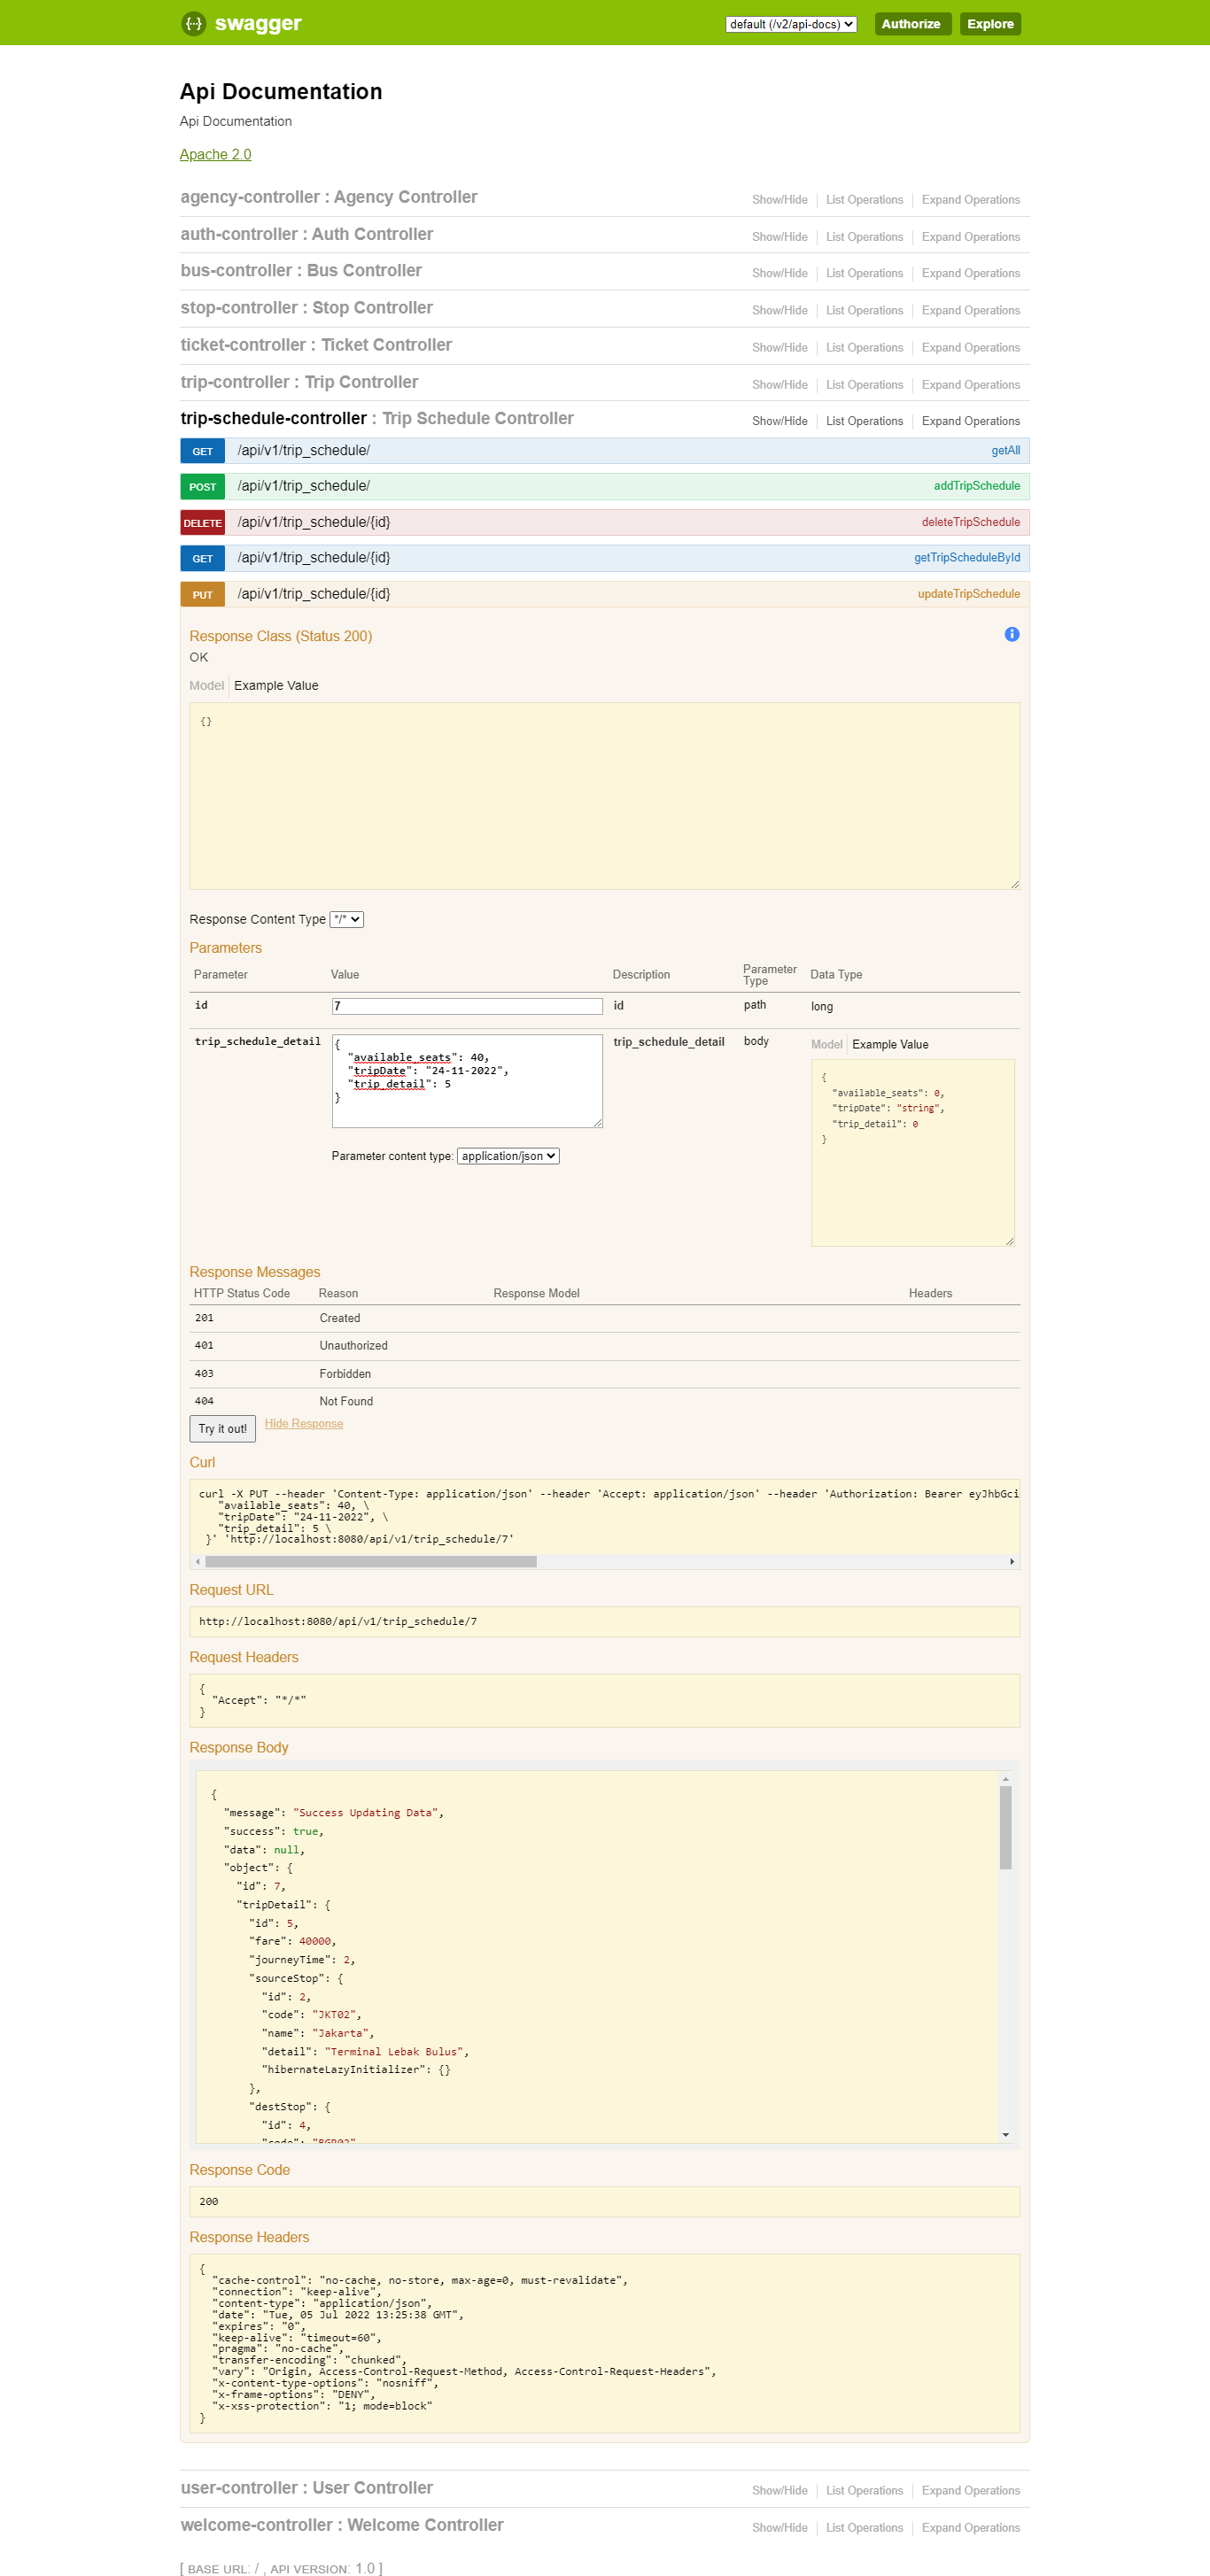 swagger
default (/v2/api-docs)
Authorize
Explore
Api Documentation
Api Documentation
Apache 2.0
agency-controller : Agency Controller
Show/Hide | List Operations | Expand Operations
auth-controller : Auth Controller
Show/Hide | List Operations | Expand Operations
bus-controller : Bus Controller
Show/Hide | List Operations | Expand Operations
stop-controller : Stop Controller
Show/Hide | List Operations | Expand Operations
ticket-controller : Ticket Controller
Show/Hide | List Operations | Expand Operations
trip-controller : Trip Controller
Show/Hide | List Operations | Expand Operations
trip-schedule-controller : Trip Schedule Controller
Show/Hide | List Operations | Expand Operations
GET /api/v1/trip_schedule/ getAll
POST /api/v1/trip_schedule/ addTripSchedule
DELETE /api/v1/trip_schedule/{id} deleteTripSchedule
GET /api/v1/trip_schedule/{id} getTripScheduleById
PUT /api/v1/trip_schedule/{id} updateTripSchedule
Response Class (Status 200)
OK
Model | Example Value
{}
Response Content Type */*
Parameters
Parameter Value Description Parameter Type Data Type
id 7 id path long
trip_schedule_detail
{
"available_seats": 40,
"tripDate": "24-11-2022",
"trip_detail": 5
}
Parameter content type: application/json
trip_schedule_detail body
Model | Example Value
{
"available_seats": 0,
"tripDate": "string",
"trip_detail": 0
}
Response Messages
HTTP Status Code Reason Response Model Headers
201 Created
401 Unauthorized
403 Forbidden
404 Not Found
Try it out! Hide Response
Curl
curl -X PUT --header 'Content-Type: application/json' --header 'Accept: application/json' --header 'Authorization: Bearer eyJhbGci
"available_seats": 40, \
"tripDate": "24-11-2022", \
"trip_detail": 5 \
}' 'http://localhost:8080/api/v1/trip_schedule/7'
Request URL
http://localhost:8080/api/v1/trip_schedule/7
Request Headers
{
"Accept": "*/*"
}
Response Body
{
"message": "Success Updating Data",
"success": true,
"data": null,
"object": {
"id": 7,
"tripDetail": {
"id": 5,
"fare": 40000,
"journeyTime": 2,
"sourceStop": {
"id": 2,
"code": "JKT02",
"name": "Jakarta",
"detail": "Terminal Lebak Bulus",
"hibernateLazyInitializer": {}
},
"destStop": {
"id": 4,
"code": "BGR02",
Response Code
200
Response Headers
{
"cache-control": "no-cache, no-store, max-age=0, must-revalidate",
"connection": "keep-alive",
"content-type": "application/json",
"date": "Tue, 05 Jul 2022 13:25:38 GMT",
"expires": "0",
"keep-alive": "timeout=60",
"pragma": "no-cache",
"transfer-encoding": "chunked",
"vary": "Origin, Access-Control-Request-Method, Access-Control-Request-Headers",
"x-content-type-options": "nosniff",
"x-frame-options": "DENY",
"x-xss-protection": "1; mode=block"
}
user-controller : User Controller
Show/Hide | List Operations | Expand Operations
welcome-controller : Welcome Controller
Show/Hide | List Operations | Expand Operations
[ BASE URL: / , API VERSION: 1.0 ]